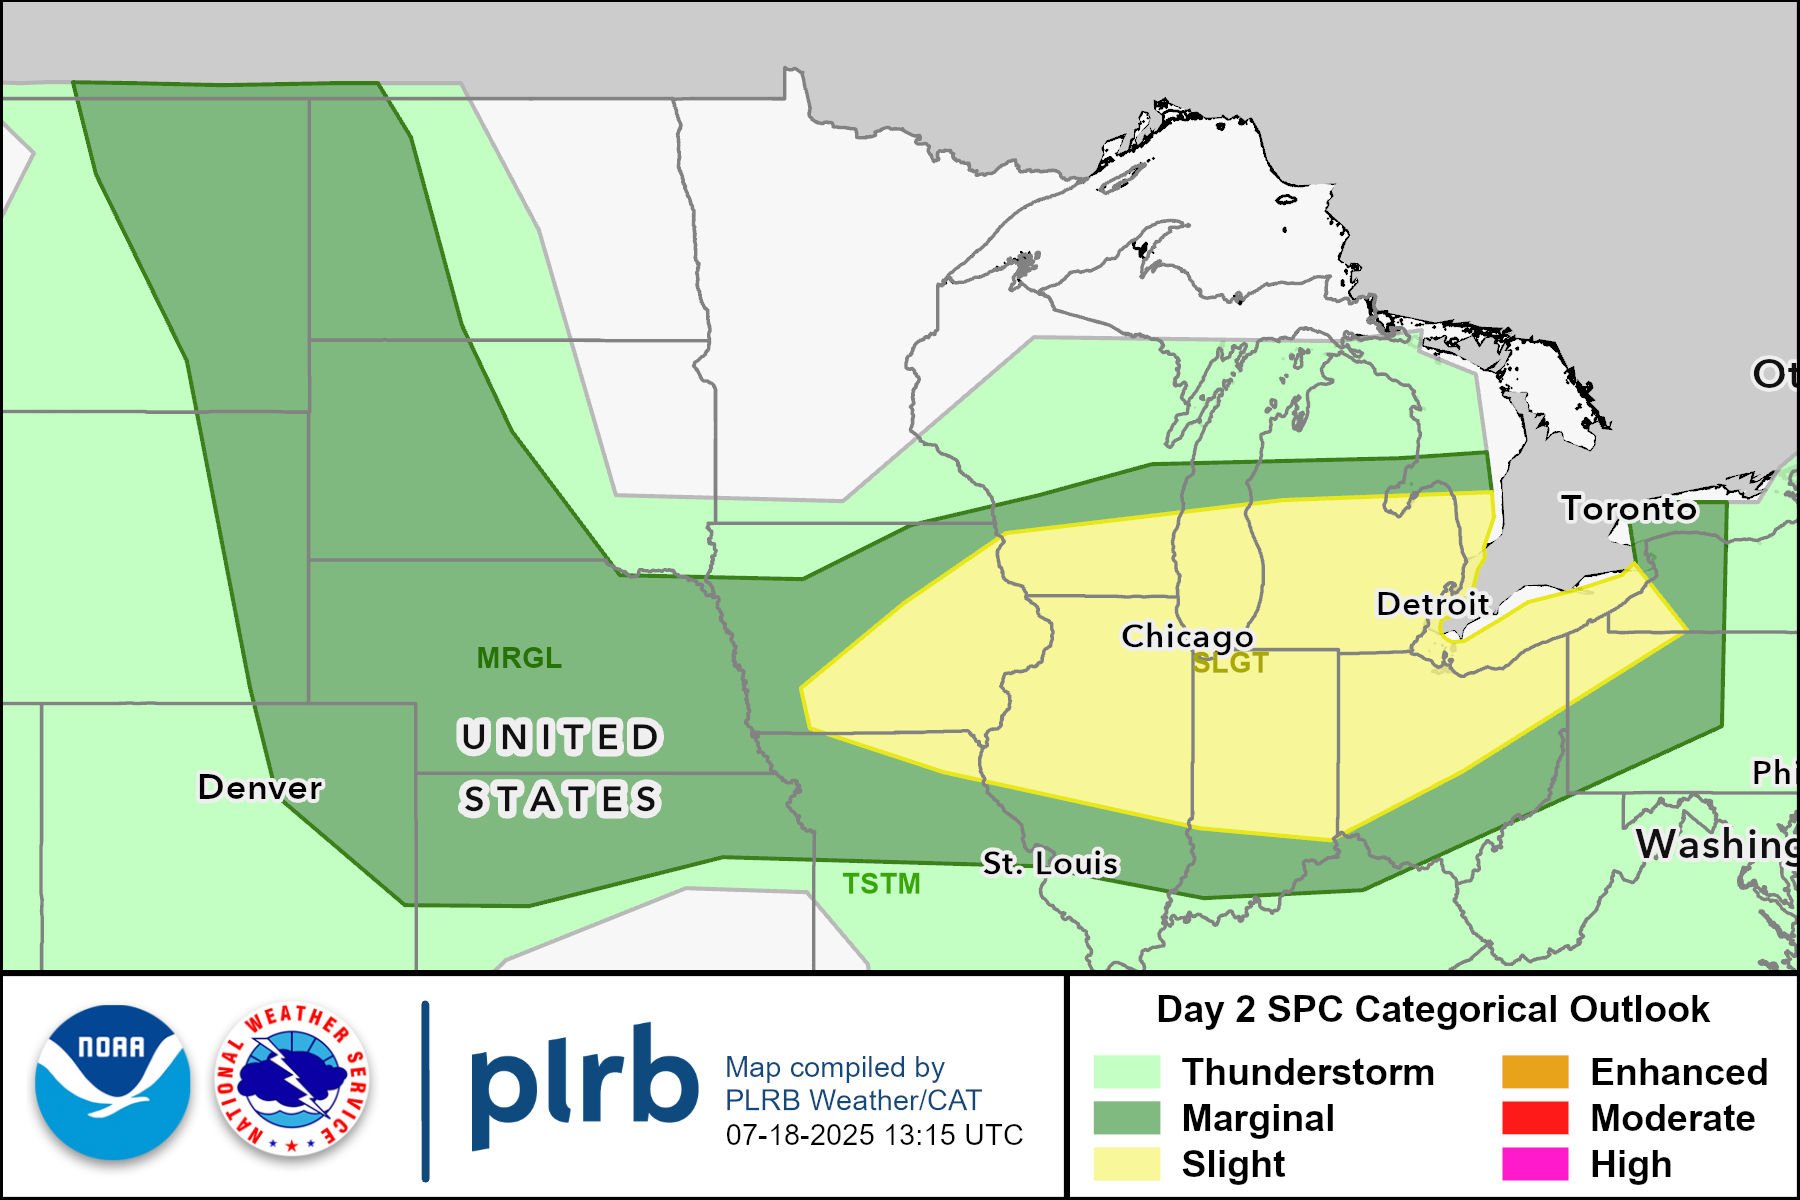 Ot
Toronto
Detroit
Chicago
SLGT
MRGL
UNITED
STATES
Denver
Phi
Washing
St. Louis
TSTM
NOAA
NATIONAL WEATHER SERVICE
plrb
Map compiled by
PLRB Weather/CAT
07-18-2025 13:15 UTC
Day 2 SPC Categorical Outlook
Thunderstorm
Marginal
Slight
Enhanced
Moderate
High